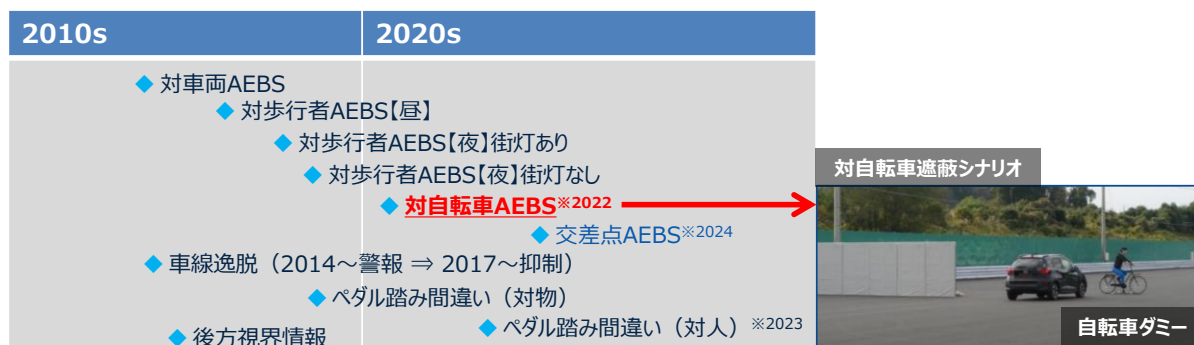 2010s
2020s
◆ 対車両AEBS
◆ 対歩行者AEBS【昼】
◆ 対歩行者AEBS【夜】街灯あり
◆ 対歩行者AEBS【夜】街灯なし
◆ 対自転車AEBS※2022
◆ 交差点AEBS※2024
◆ 車線逸脱（2014～警報 ⇒ 2017～抑制）
◆ ペダル踏み間違い（対物）
◆ ペダル踏み間違い（対人）※2023
◆ 後方視界情報
対自転車遮蔽シナリオ
自転車ダミー